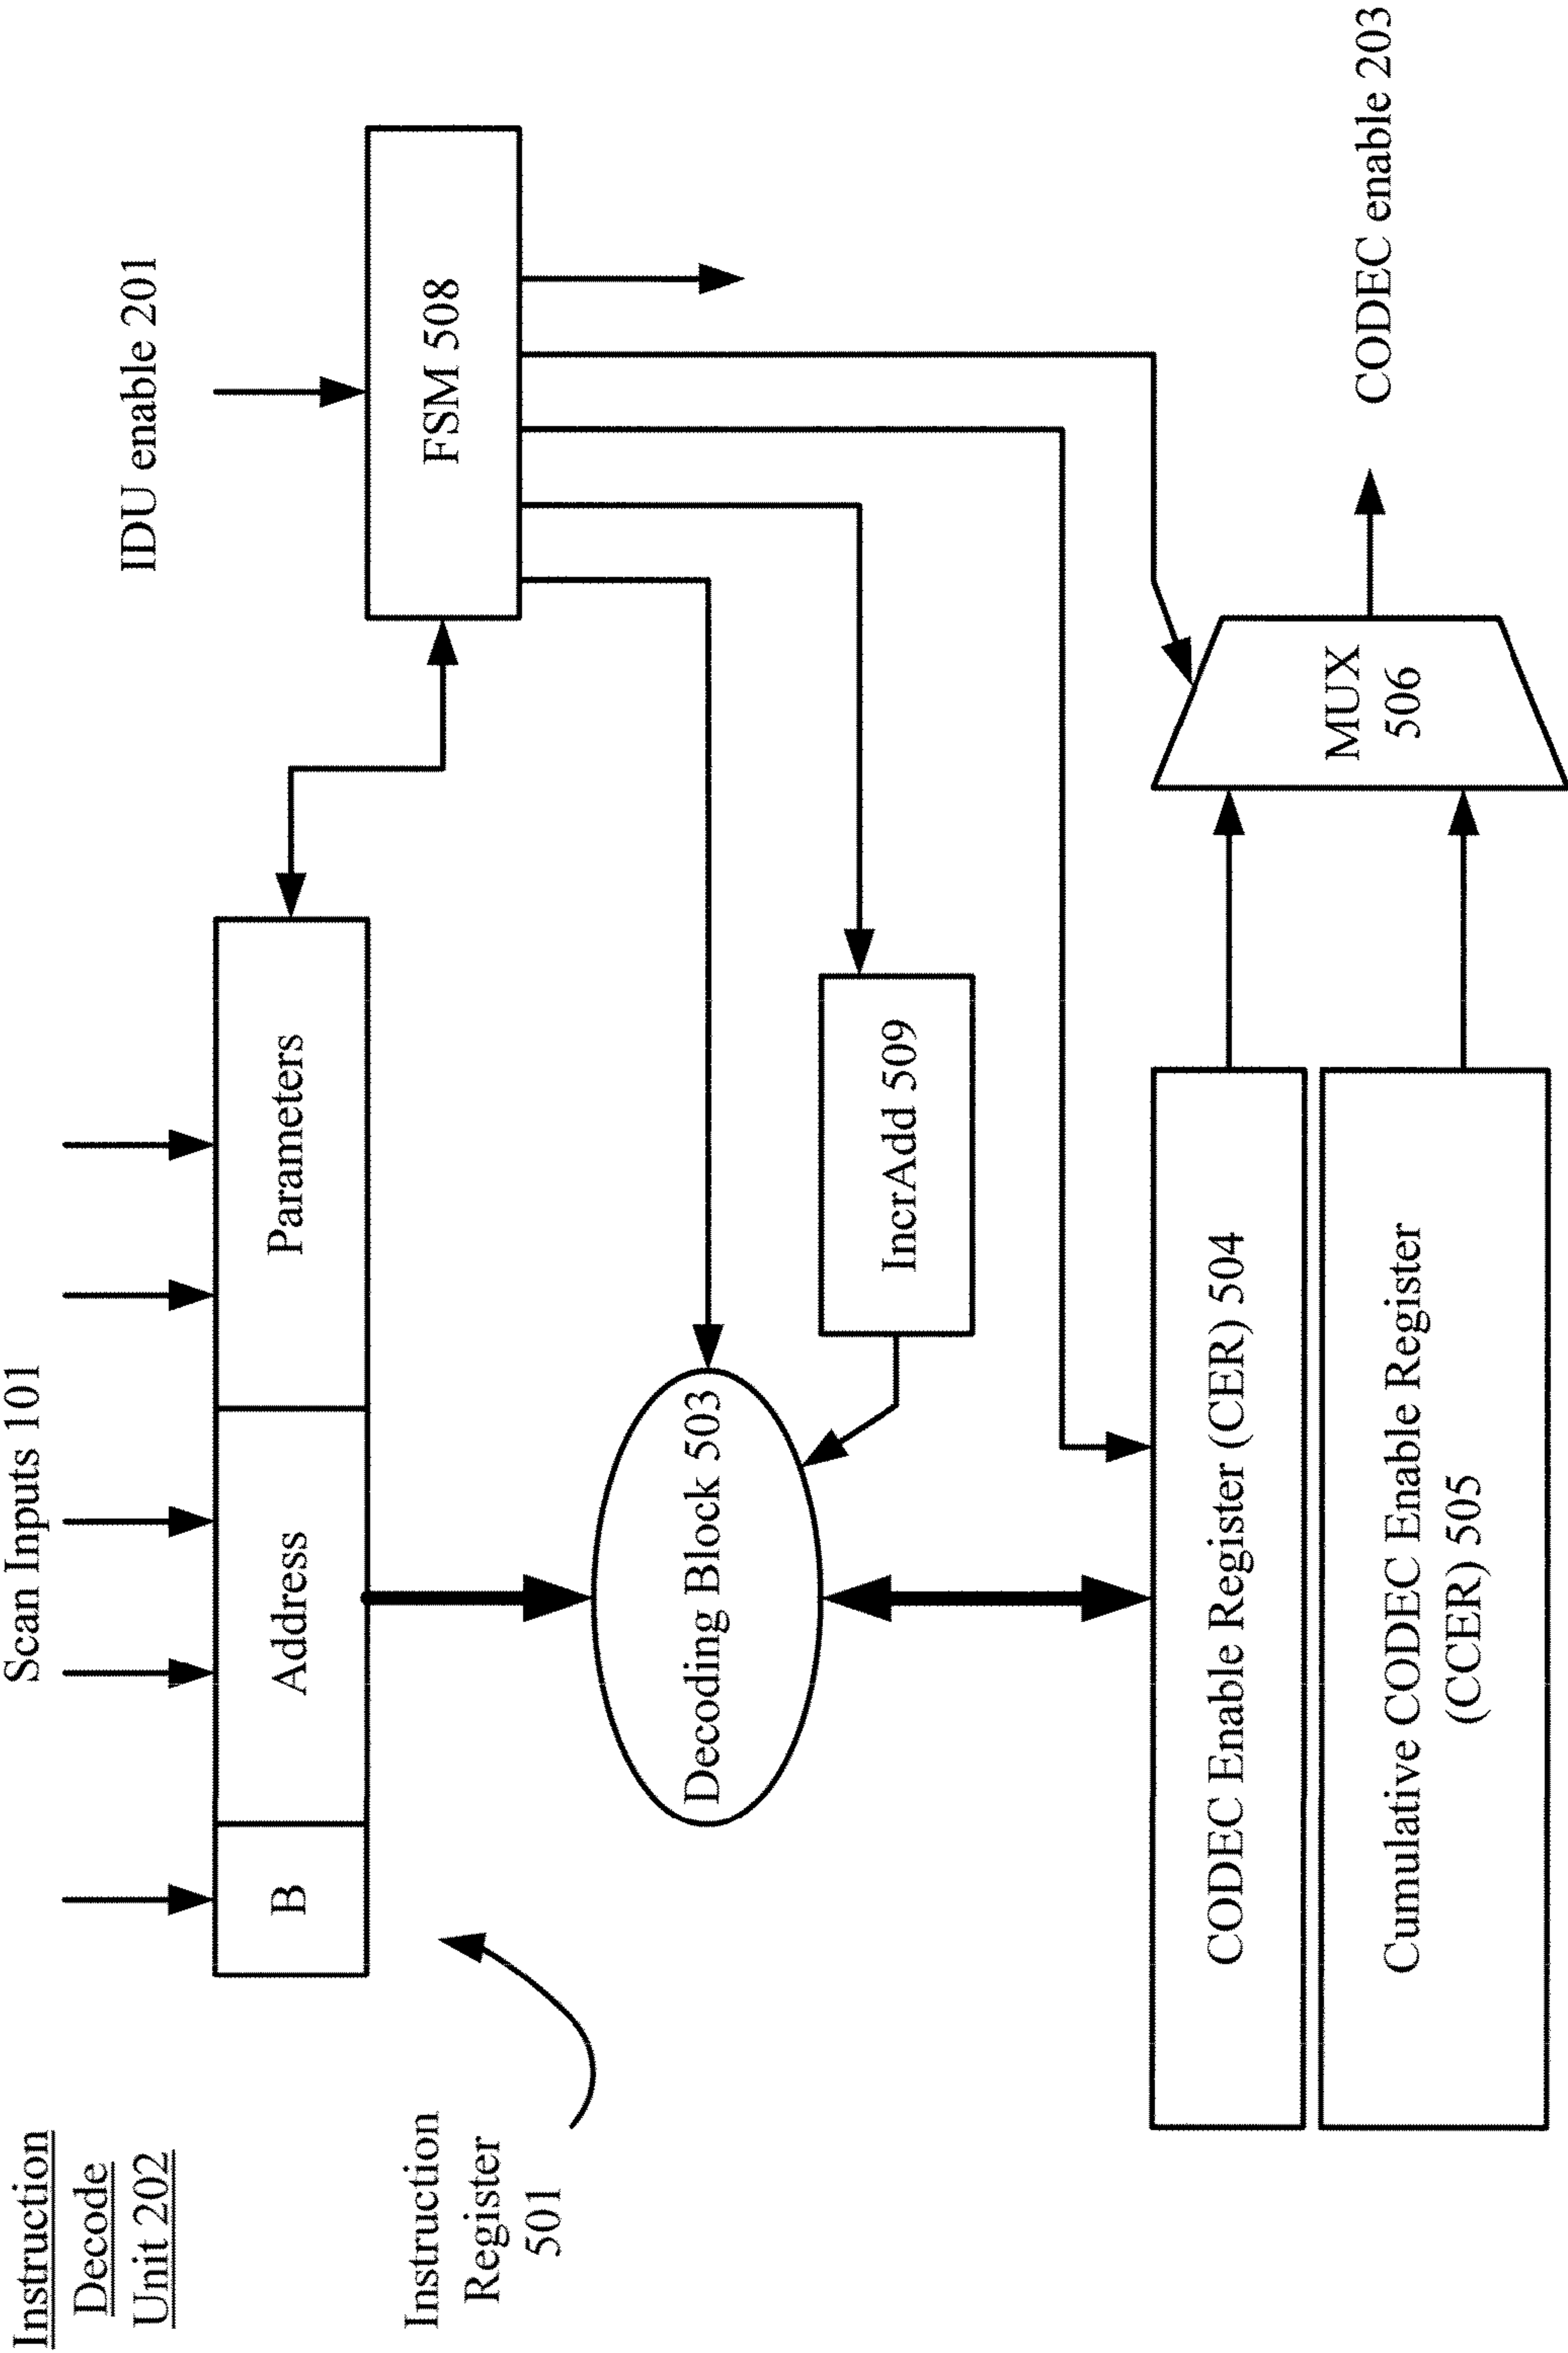 Instruction
Decode
Unit 202
Scan Inputs 101
IDU enable 201
B
Address
Parameters
FSM 508
Instruction
Register
501
Decoding Block 503
IncrAdd 509
CODEC Enable Register (CER) 504
Cumulative CODEC Enable Register
(CCER) 505
MUX
506
CODEC enable 203